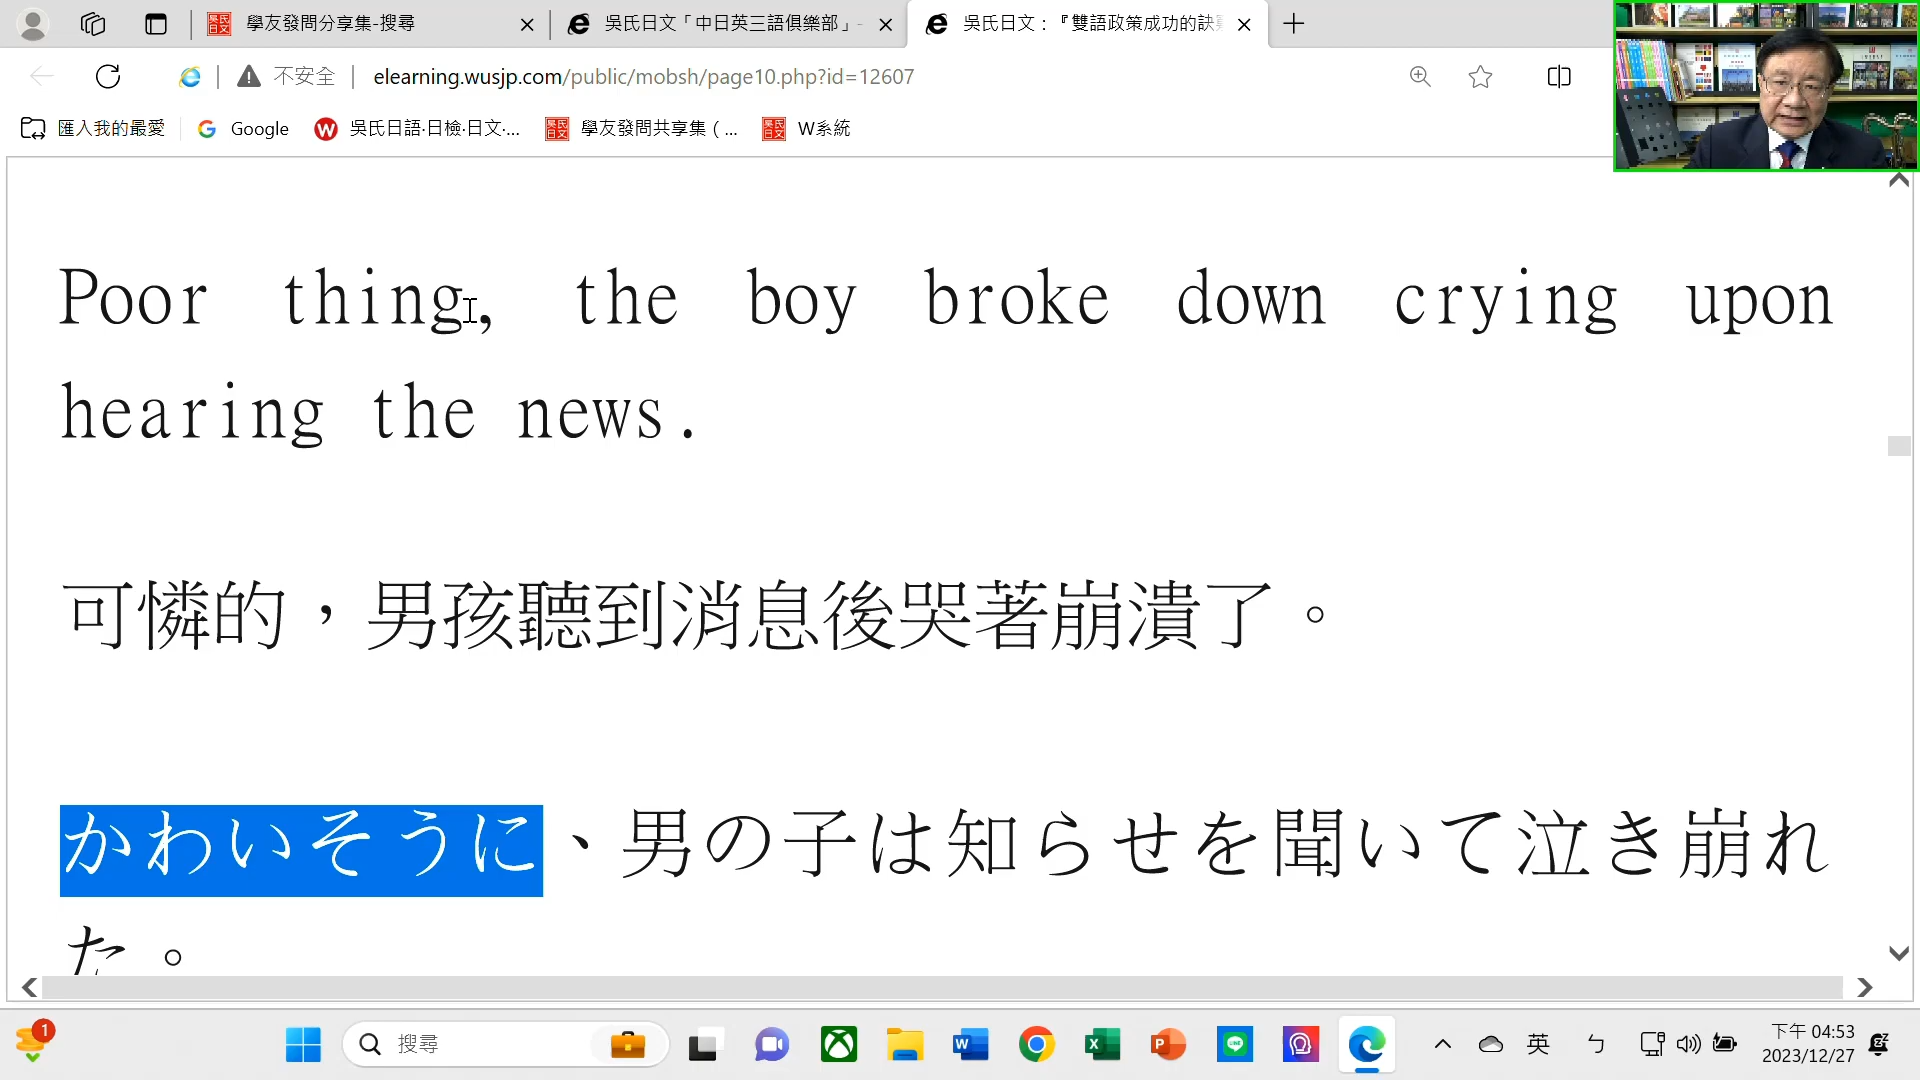 學友發問分享集-搜尋
吳氏日文「中日英三語俱樂部」-
吳氏日文：『雙語政策成功的訣
不安全
elearning.wusjp.com/public/mobsh/page10.php?id=12607
匯入我的最愛
Google
吳氏日語·日檢·日文·...
學友發問共享集 ( ...
W系統
Poor thing, the boy broke down crying upon
hearing the news.
可憐的，男孩聽到消息後哭著崩潰了。
かわいそうに、男の子は知らせを聞いて泣き崩れ
た。
1
搜尋
英
ㄅ
下午 04:53
2023/12/27